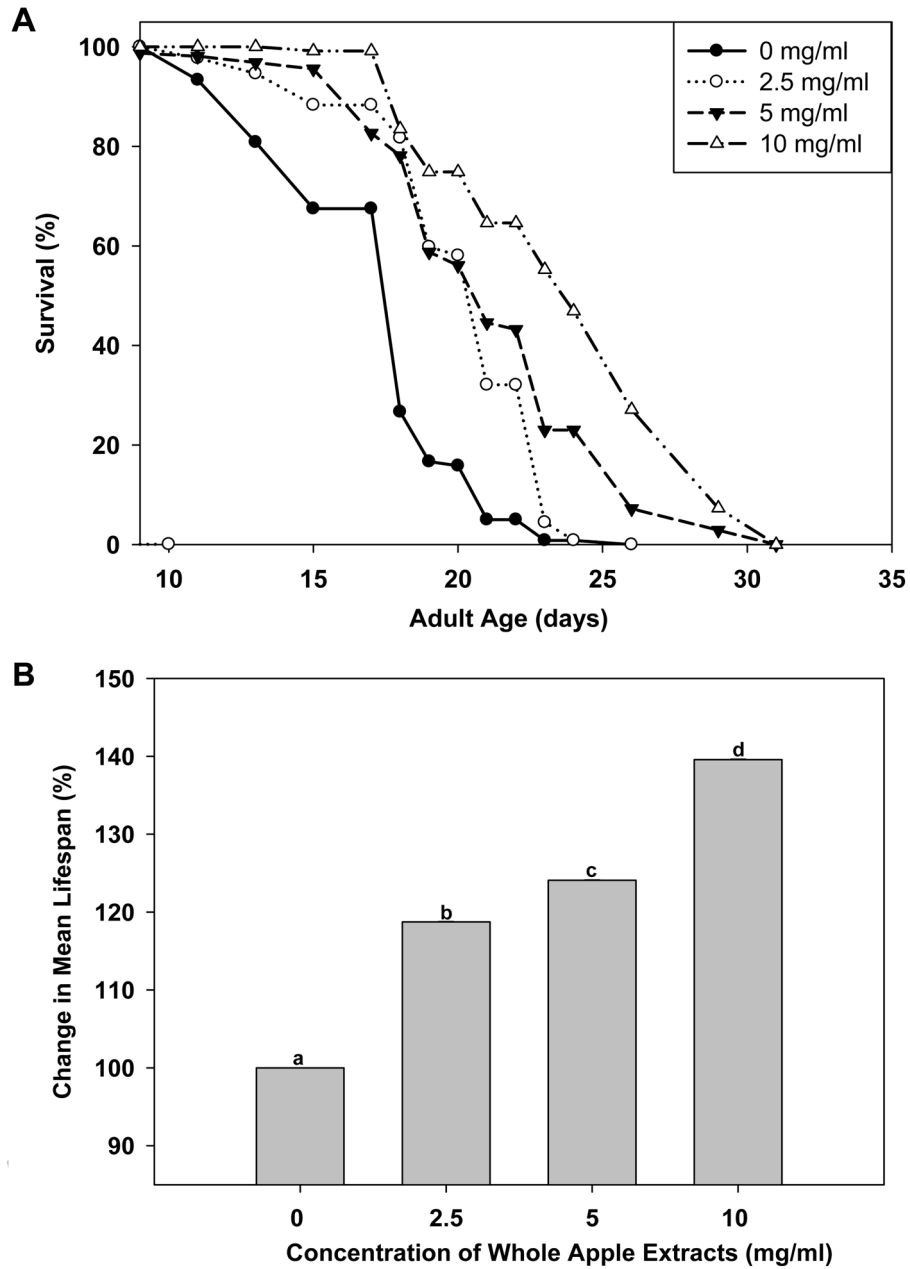 A
100
80
60
40
20
0
Survival (%)
0 mg/ml
2.5 mg/ml
5 mg/ml
10 mg/ml
10 15 20 25 30 35
Adult Age (days)
B
150
140
130
120
110
100
90
Change in Mean Lifespan (%)
a
b
c
d
0 2.5 5 10
Concentration of Whole Apple Extracts (mg/ml)